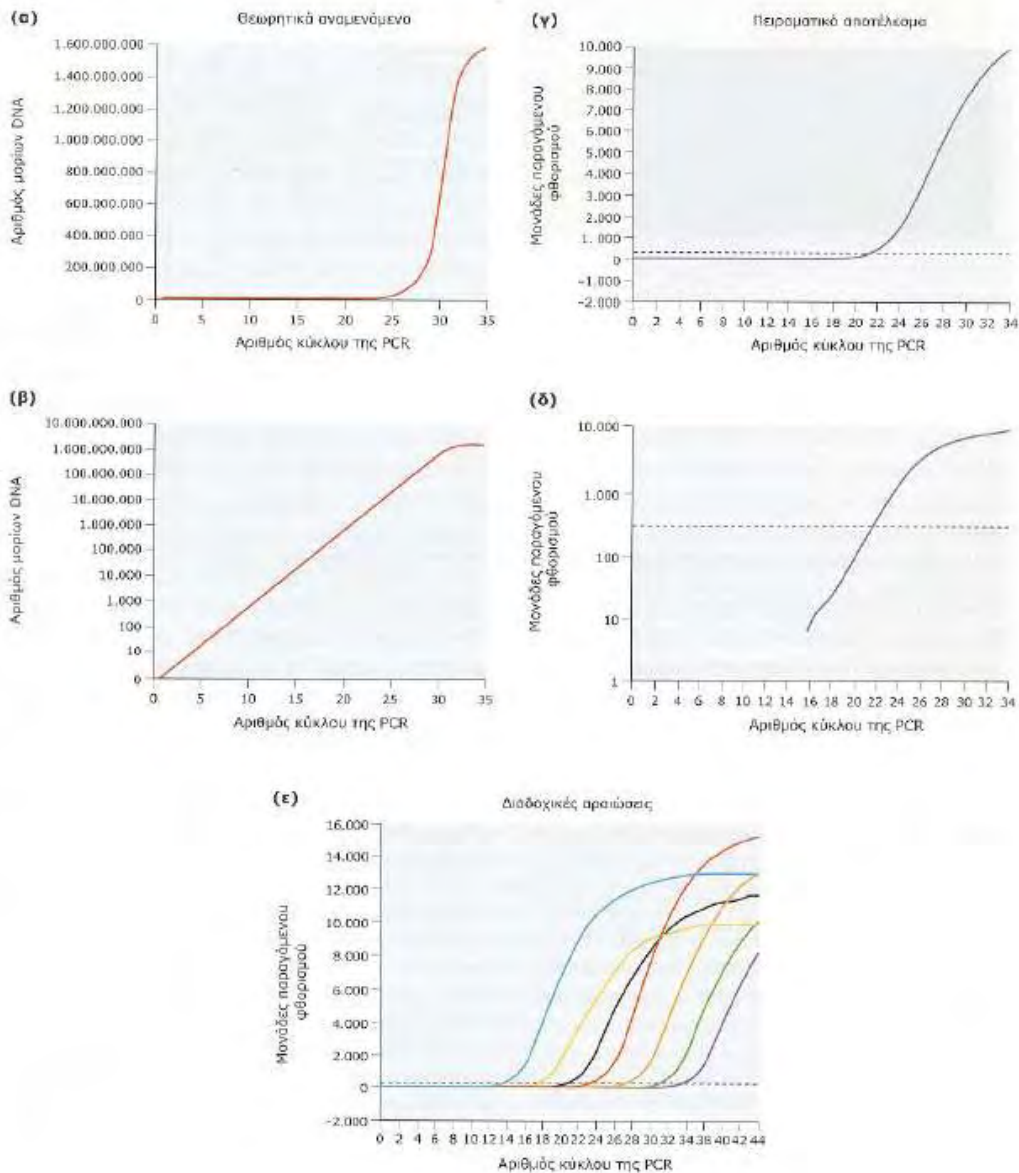 (α)
Θεωρητικά αναμενόμενα
Αριθμός μορίων DNA
1.600.000.000
1.400.000.000
1.200.000.000
1.000.000.000
800.000.000
600.000.000
400.000.000
200.000.000
0
0 5 10 15 20 25 30 35
Αριθμός κύκλου της PCR
(γ)
Πειραματικό αποτέλεσμα
Μονάδες παραγόμενου
φθορισμού
10.000
9.000
8.000
7.000
6.000
5.000
4.000
3.000
2.000
1.000
0
−1.000
−2.000
0 2 4 6 8 10 12 14 16 18 20 22 24 26 28 30 32 34
Αριθμός κύκλου της PCR
(β)
Αριθμός μορίων DNA
10.000.000.000
1.000.000.000
100.000.000
10.000.000
1.000.000
100.000
10.000
1.000
100
10
0
0 5 10 15 20 25 30 35
Αριθμός κύκλου της PCR
(δ)
Μονάδες παραγόμενου
φθορισμού
10.000
1.000
100
10
1
0 2 4 6 8 10 12 14 16 18 20 22 24 26 28 30 32 34
Αριθμός κύκλου της PCR
(ε)
Διαδοχικές αραιώσεις
Μονάδες παραγόμενου
φθορισμού
16.000
14.000
12.000
10.000
8.000
6.000
4.000
2.000
0
−2.000
0 2 4 6 8 10 12 14 16 18 20 22 24 26 28 30 32 34 38 40 42 44
Αριθμός κύκλου της PCR